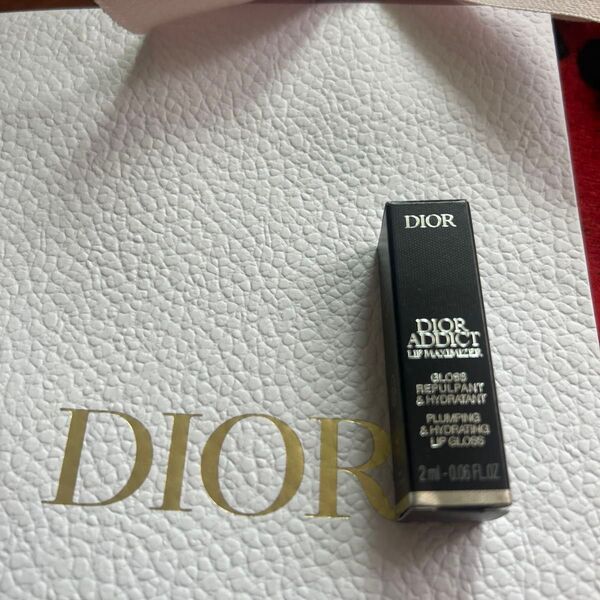 DIOR
DIOR
ADDICT
LIP MAXIMIZER
GLOSS
REPULPANT
& HYDRATANT
PLUMPING
& HYDRATING
LIP GLOSS
2 ml - 0.06 FL.OZ
DIOR